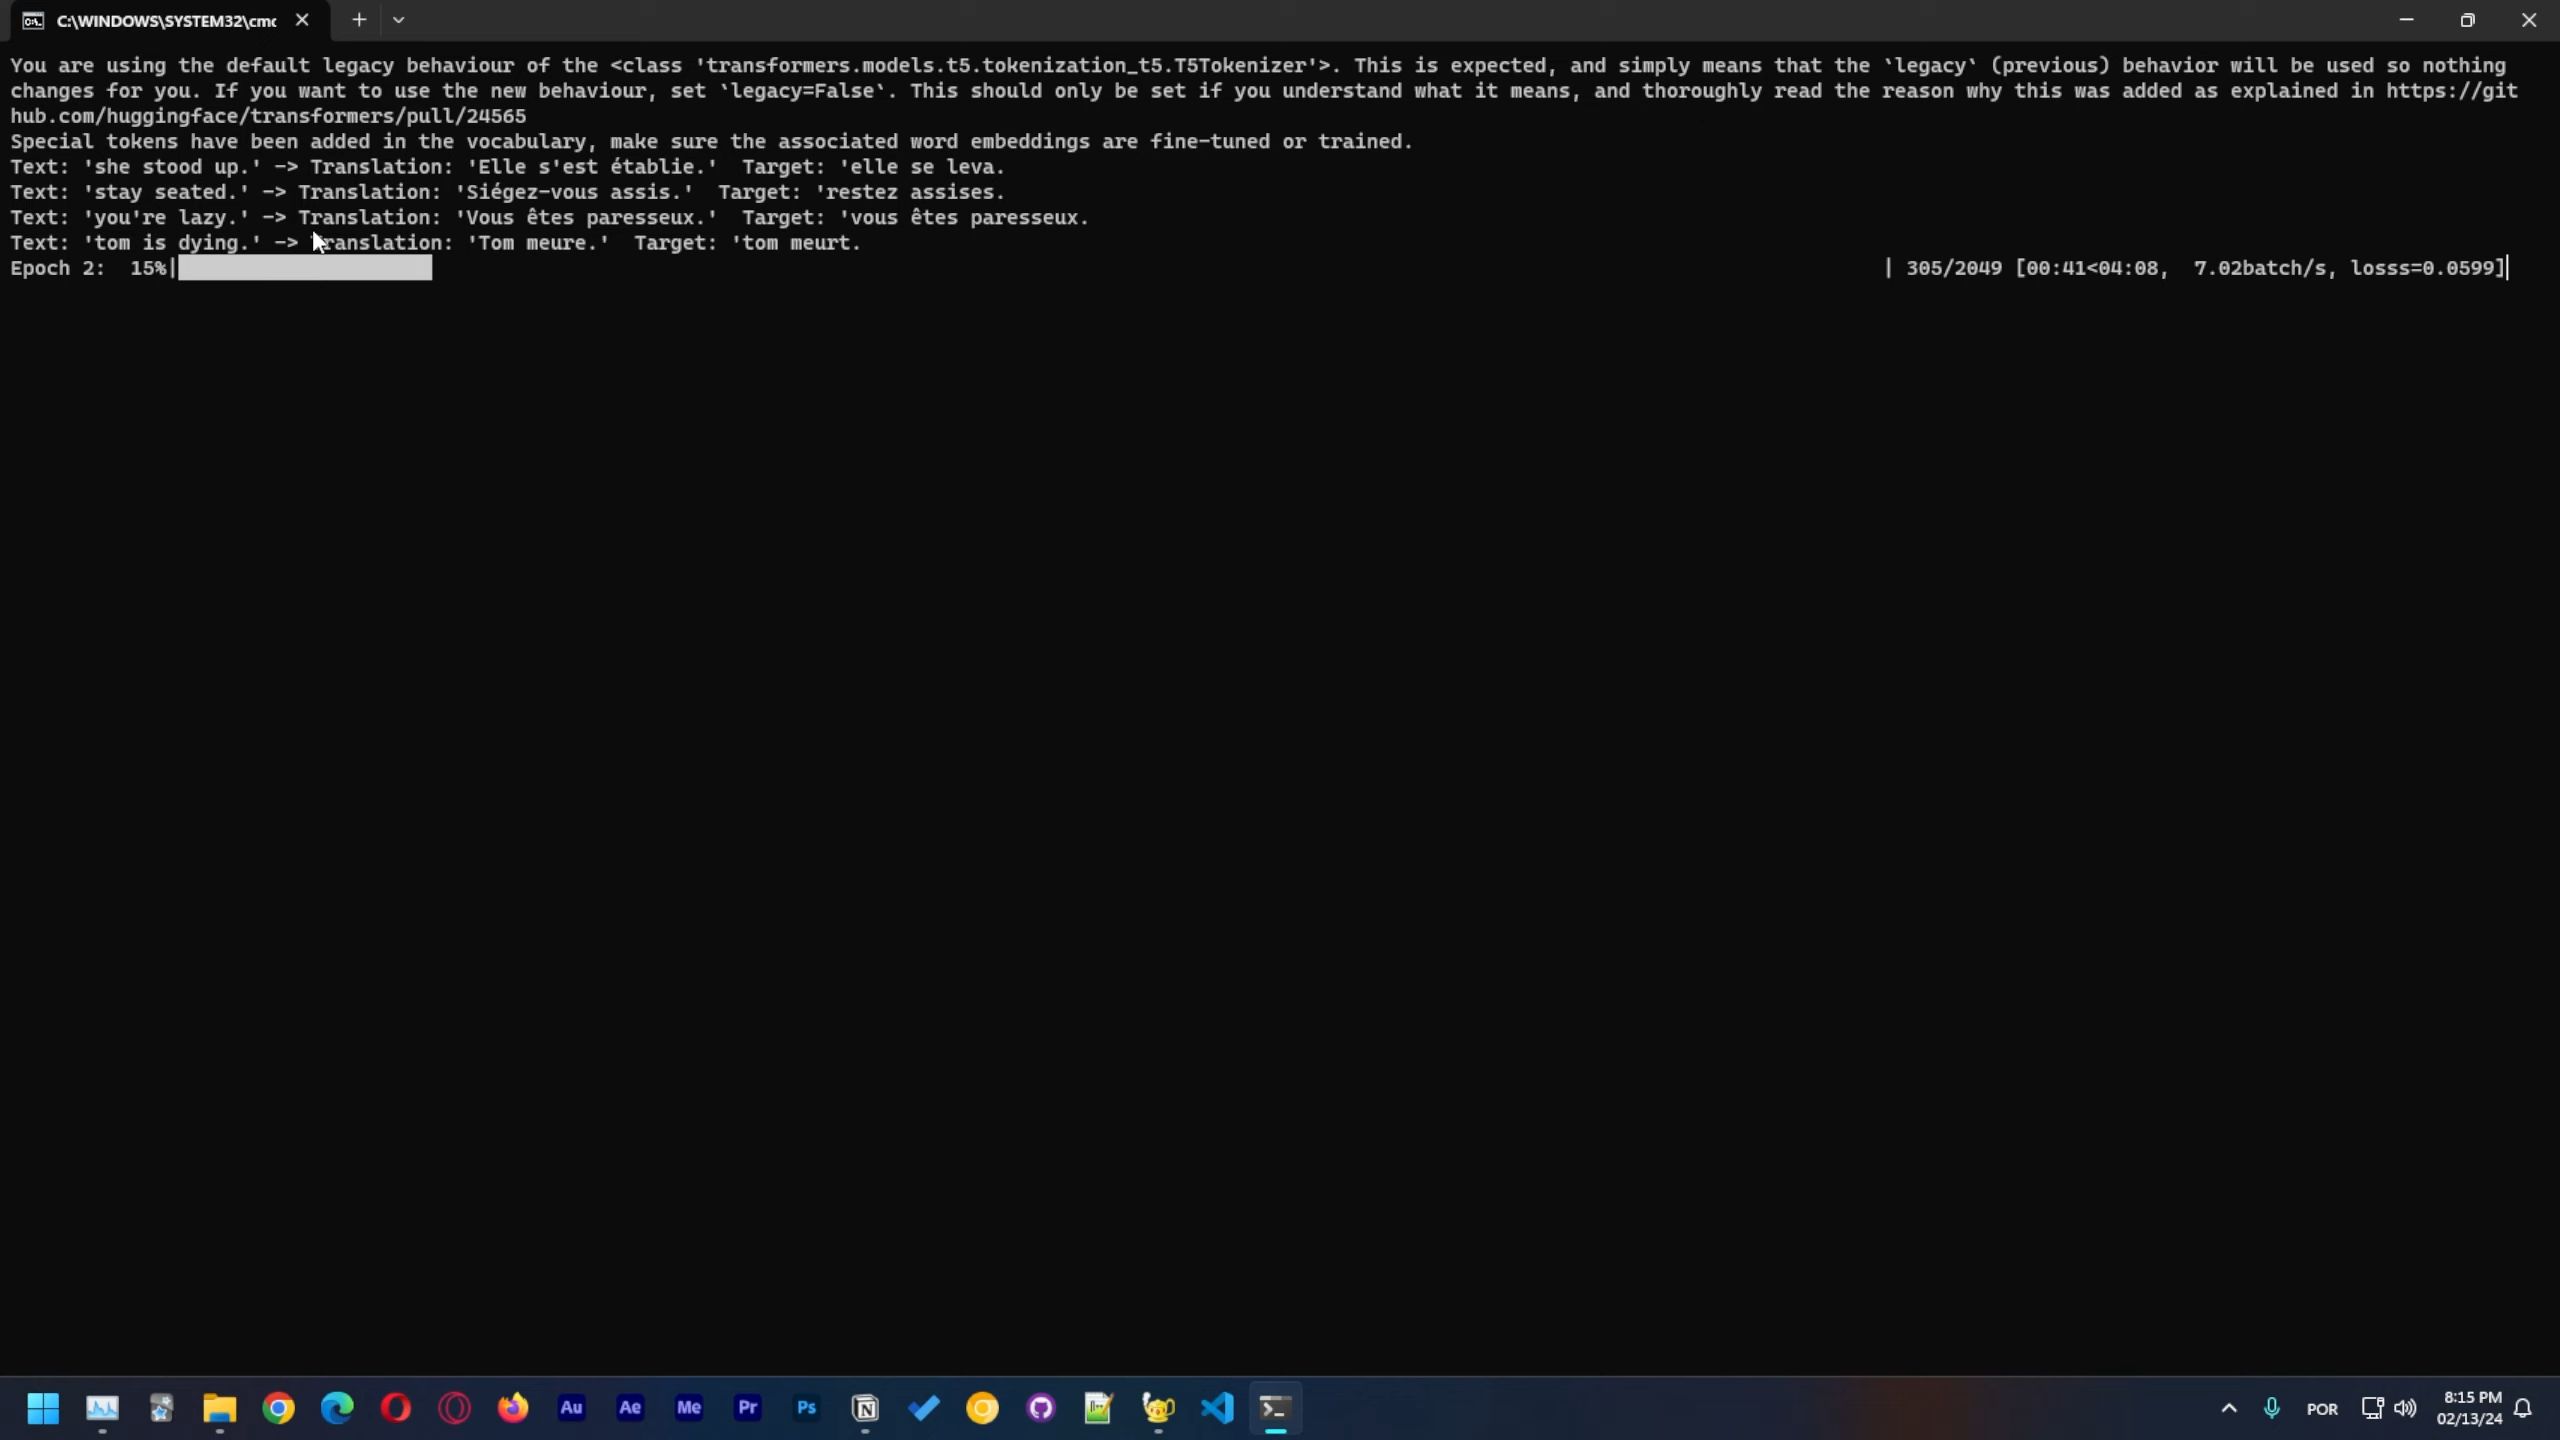 C:\WINDOWS\SYSTEM32\cmd
You are using the default legacy behaviour of the <class 'transformers.models.t5.tokenization_t5.T5Tokenizer'>. This is expected, and simply means that the `legacy` (previous) behavior will be used so nothing
changes for you. If you want to use the new behaviour, set `legacy=False`. This should only be set if you understand what it means, and thoroughly read the reason why this was added as explained in https://git
hub.com/huggingface/transformers/pull/24565
Special tokens have been added in the vocabulary, make sure the associated word embeddings are fine-tuned or trained.
Text: 'she stood up.' -> Translation: 'Elle s'est établie.'  Target: 'elle se leva.
Text: 'stay seated.' -> Translation: 'Siégez-vous assis.'  Target: 'restez assises.
Text: 'you're lazy.' -> Translation: 'Vous êtes paresseux.'  Target: 'vous êtes paresseux.
Text: 'tom is dying.' -> Translation: 'Tom meure.'  Target: 'tom meurt.
Epoch 2:  15%| | 305/2049 [00:41<04:08,  7.02batch/s, losss=0.0599]
Au Ae Me Pr Ps POR 8:15 PM
02/13/24